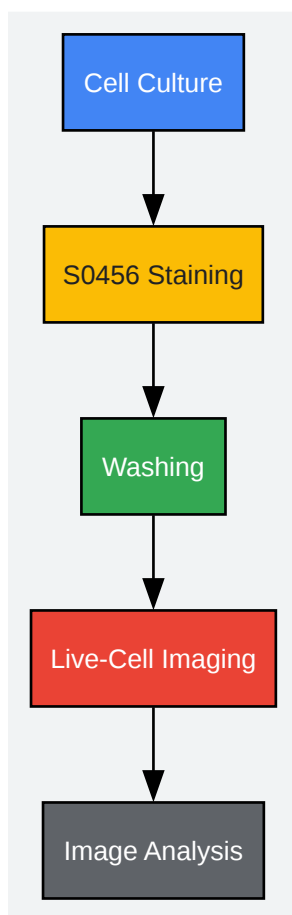 Cell Culture
S0456 Staining
Washing
Live-Cell Imaging
Image Analysis